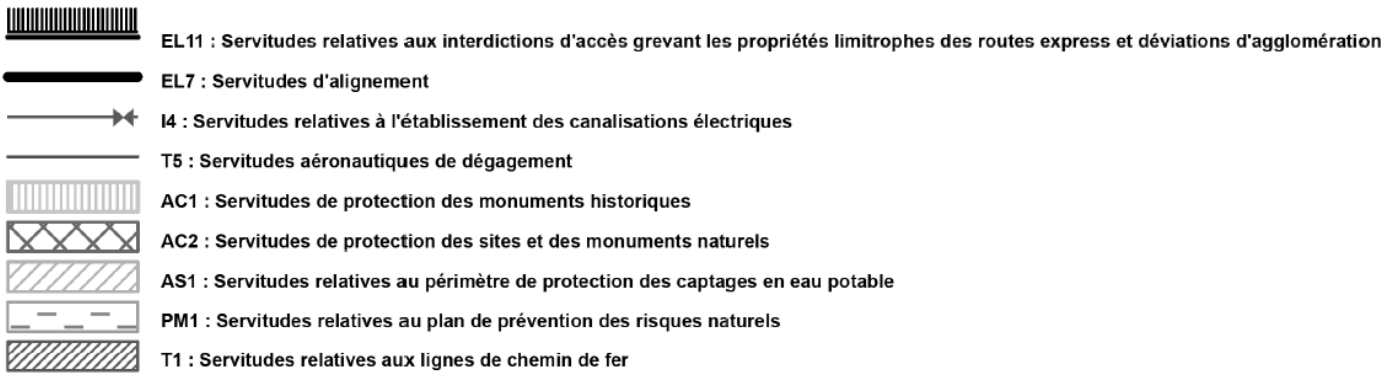 EL11 : Servitudes relatives aux interdictions d'accès grevant les propriétés limitrophes des routes express et déviations d'agglomération
EL7 : Servitudes d'alignement
I4 : Servitudes relatives à l'établissement des canalisations électriques
T5 : Servitudes aéronautiques de dégagement
AC1 : Servitudes de protection des monuments historiques
AC2 : Servitudes de protection des sites et des monuments naturels
AS1 : Servitudes relatives au périmètre de protection des captages en eau potable
PM1 : Servitudes relatives au plan de prévention des risques naturels
T1 : Servitudes relatives aux lignes de chemin de fer